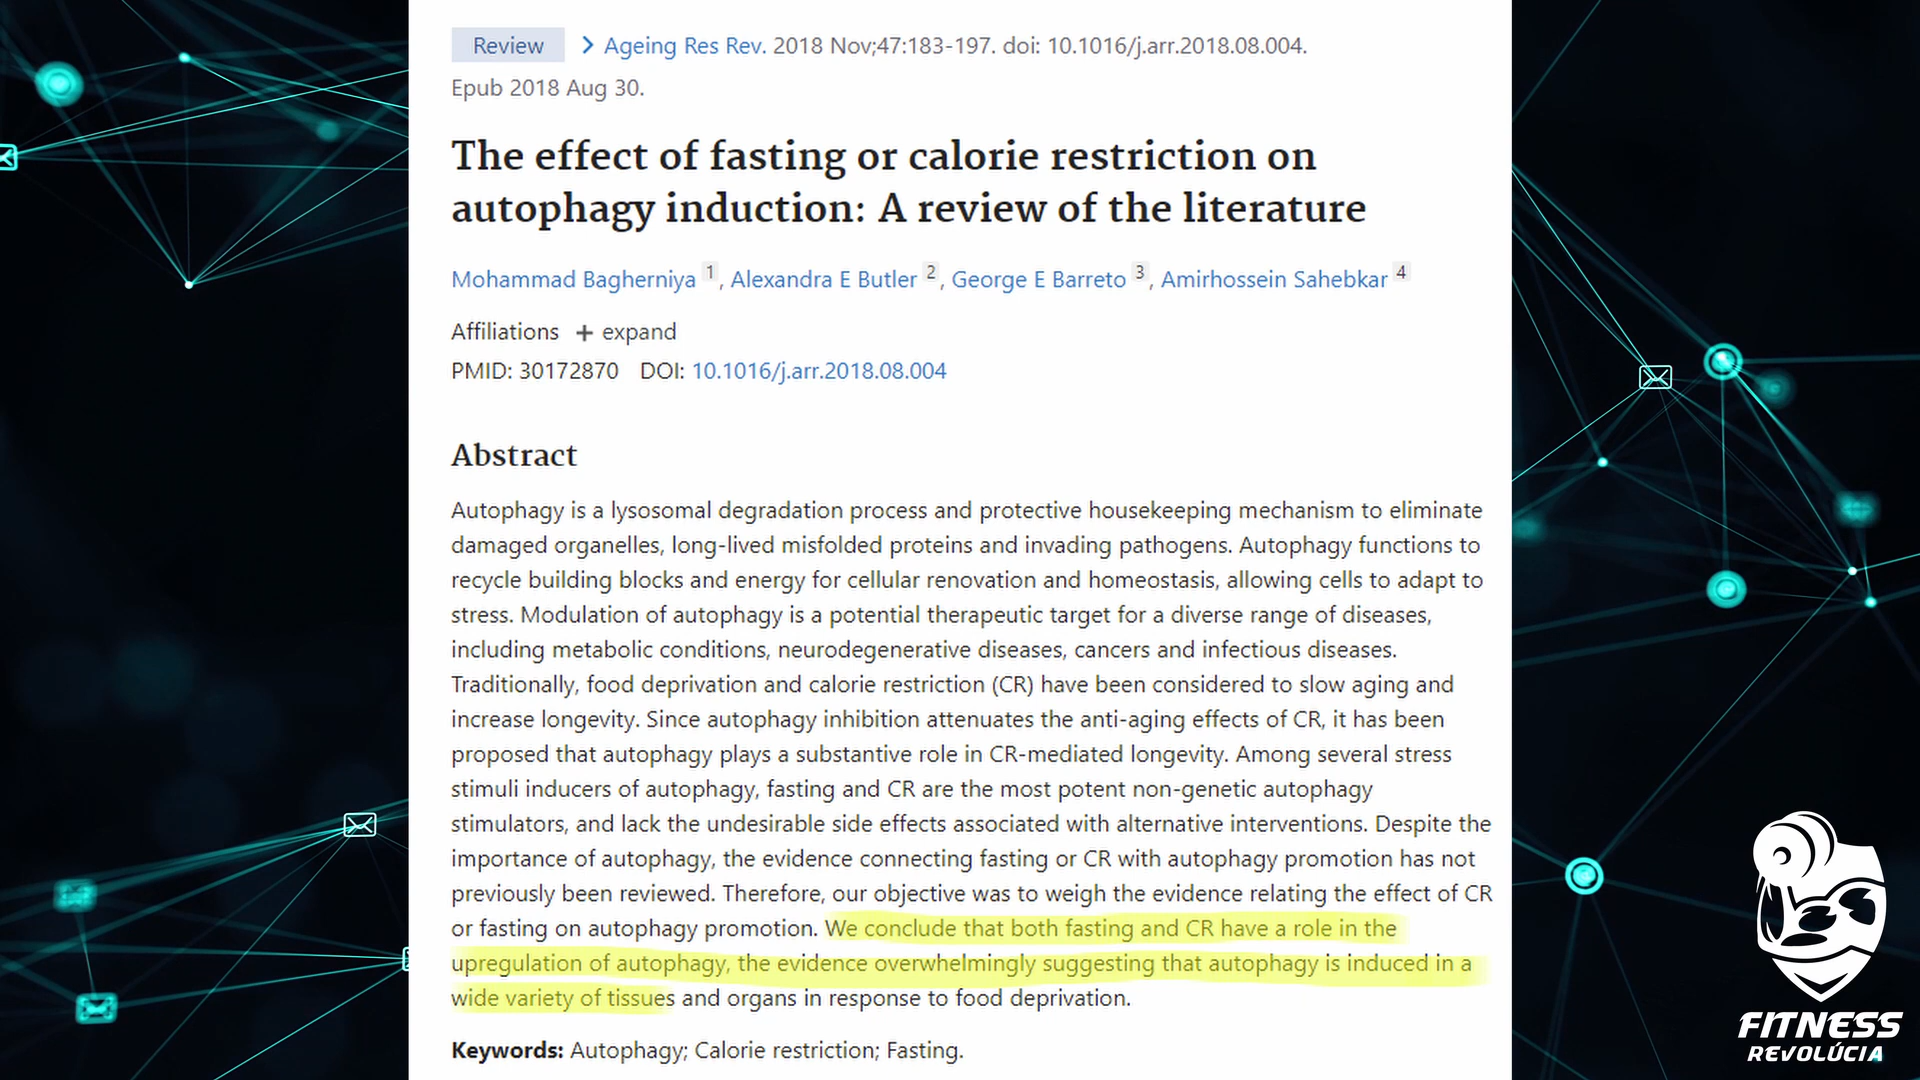 Review > Ageing Res Rev. 2018 Nov;47:183-197. doi: 10.1016/j.arr.2018.08.004.
Epub 2018 Aug 30.
The effect of fasting or calorie restriction on
autophagy induction: A review of the literature
Mohammad Bagherniya 1, Alexandra E Butler 2, George E Barreto 3, Amirhossein Sahebkar 4
Affiliations + expand
PMID: 30172870 DOI: 10.1016/j.arr.2018.08.004
Abstract
Autophagy is a lysosomal degradation process and protective housekeeping mechanism to eliminate
damaged organelles, long-lived misfolded proteins and invading pathogens. Autophagy functions to
recycle building blocks and energy for cellular renovation and homeostasis, allowing cells to adapt to
stress. Modulation of autophagy is a potential therapeutic target for a diverse range of diseases,
including metabolic conditions, neurodegenerative diseases, cancers and infectious diseases.
Traditionally, food deprivation and calorie restriction (CR) have been considered to slow aging and
increase longevity. Since autophagy inhibition attenuates the anti-aging effects of CR, it has been
proposed that autophagy plays a substantive role in CR-mediated longevity. Among several stress
stimuli inducers of autophagy, fasting and CR are the most potent non-genetic autophagy
stimulators, and lack the undesirable side effects associated with alternative interventions. Despite the
importance of autophagy, the evidence connecting fasting or CR with autophagy promotion has not
previously been reviewed. Therefore, our objective was to weigh the evidence relating the effect of CR
or fasting on autophagy promotion. We conclude that both fasting and CR have a role in the
upregulation of autophagy, the evidence overwhelmingly suggesting that autophagy is induced in a
wide variety of tissues and organs in response to food deprivation.
Keywords: Autophagy; Calorie restriction; Fasting.
FITNESS
REVOLÚCIA